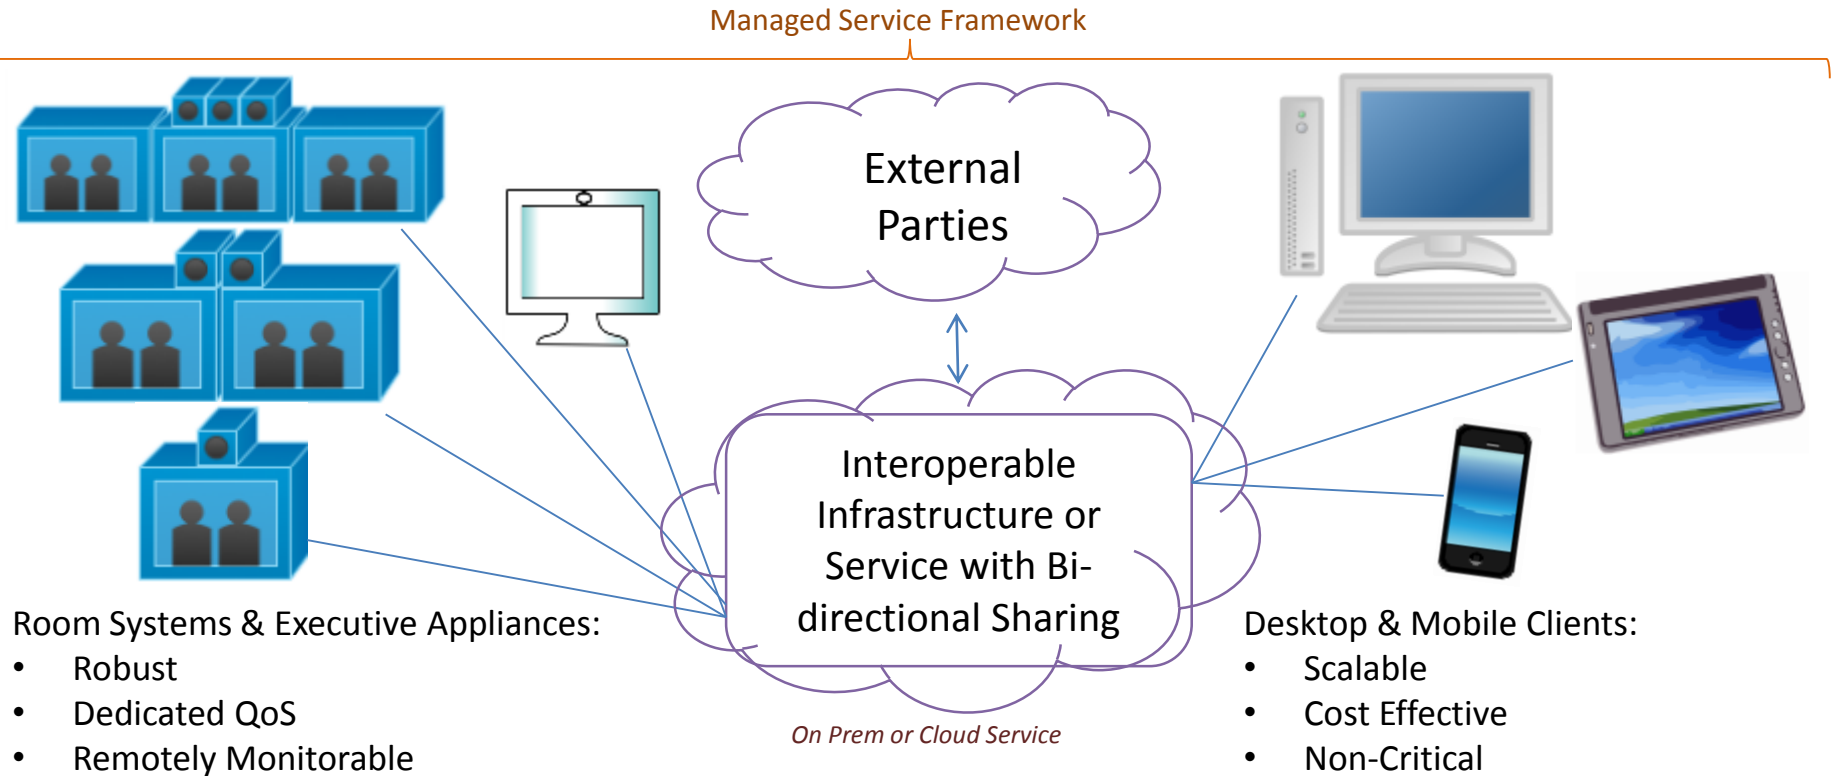 Managed Service Framework
External
Parties
Interoperable
Infrastructure or
Service with Bi-
directional Sharing
On Prem or Cloud Service
Room Systems & Executive Appliances:
• Robust
• Dedicated QoS
• Remotely Monitorable
Desktop & Mobile Clients:
• Scalable
• Cost Effective
• Non-Critical